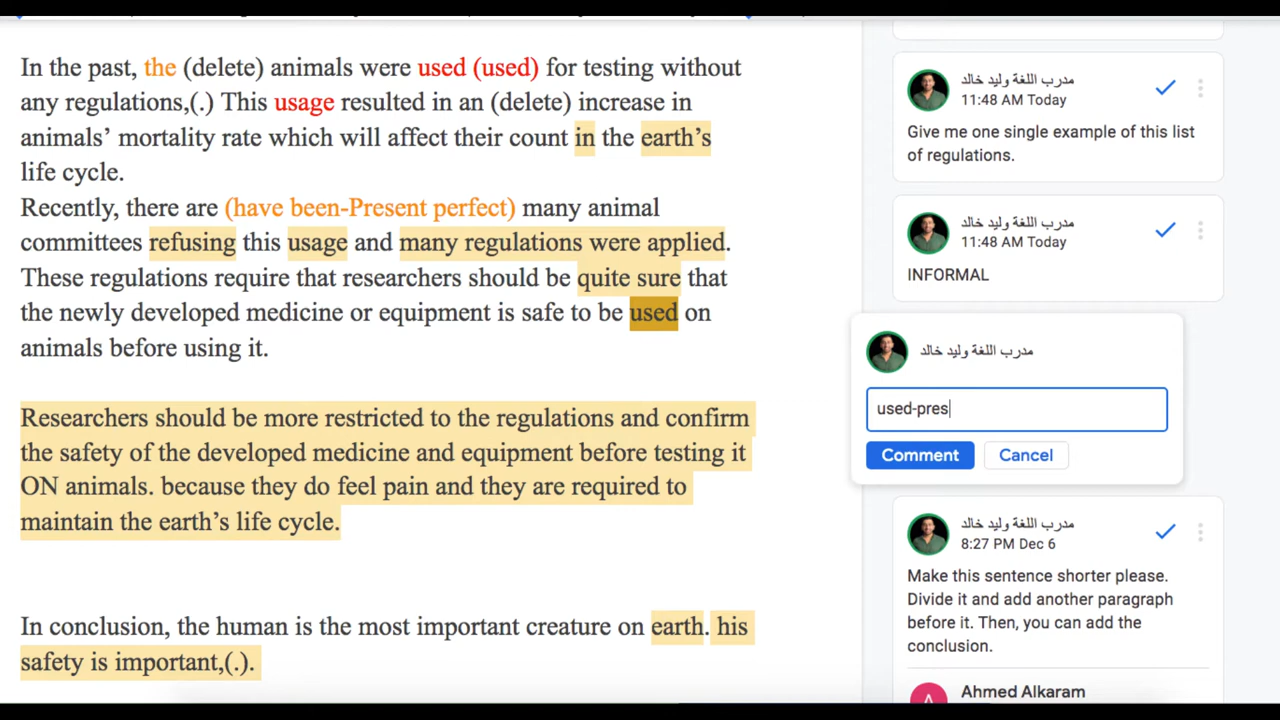 In the past, the (delete) animals were used (used) for testing without
any regulations,(.) This usage resulted in an (delete) increase in
animals’ mortality rate which will affect their count in the earth’s
life cycle.
Recently, there are (have been-Present perfect) many animal
committees refusing this usage and many regulations were applied.
These regulations require that researchers should be quite sure that
the newly developed medicine or equipment is safe to be used on
animals before using it.
Researchers should be more restricted to the regulations and confirm
the safety of the developed medicine and equipment before testing it
ON animals. because they do feel pain and they are required to
maintain the earth’s life cycle.
In conclusion, the human is the most important creature on earth. his
safety is important,(.).
مدرب اللغة وليد خالد
11:48 AM Today
Give me one single example of this list
of regulations.
مدرب اللغة وليد خالد
11:48 AM Today
INFORMAL
مدرب اللغة وليد خالد
used-pres
Comment Cancel
مدرب اللغة وليد خالد
8:27 PM Dec 6
Make this sentence shorter please.
Divide it and add another paragraph
before it. Then, you can add the
conclusion.
A
Ahmed Alkaram